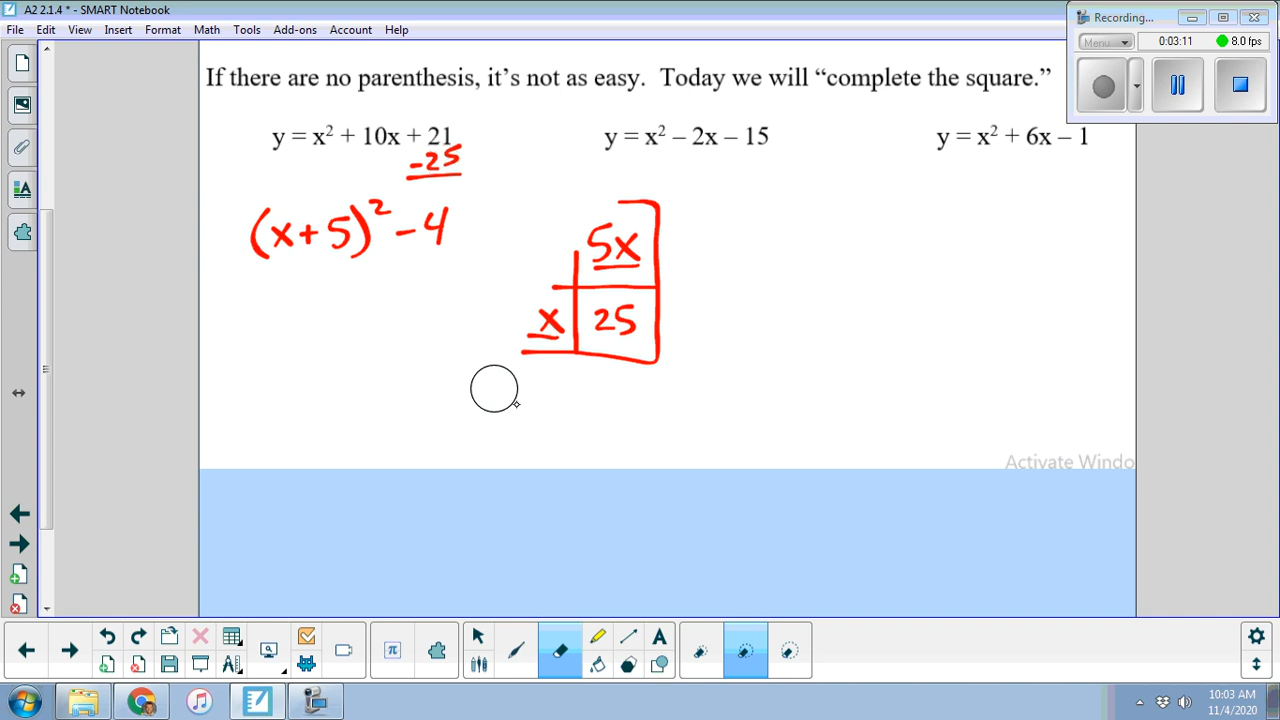 A2 2.1.4 * - SMART Notebook
Recording...
File Edit View Insert Format Math Tools Add-ons Account Help
Menu
00:03:11
8.0 fps
If there are no parenthesis, it's not as easy. Today we will “complete the square.”
y = x² + 10x + 21
y = x² – 2x – 15
y = x² + 6x – 1
-25
(x+5)² - 4
5x
x 25
Activate Windo
π
A
10:03 AM
11/4/2020